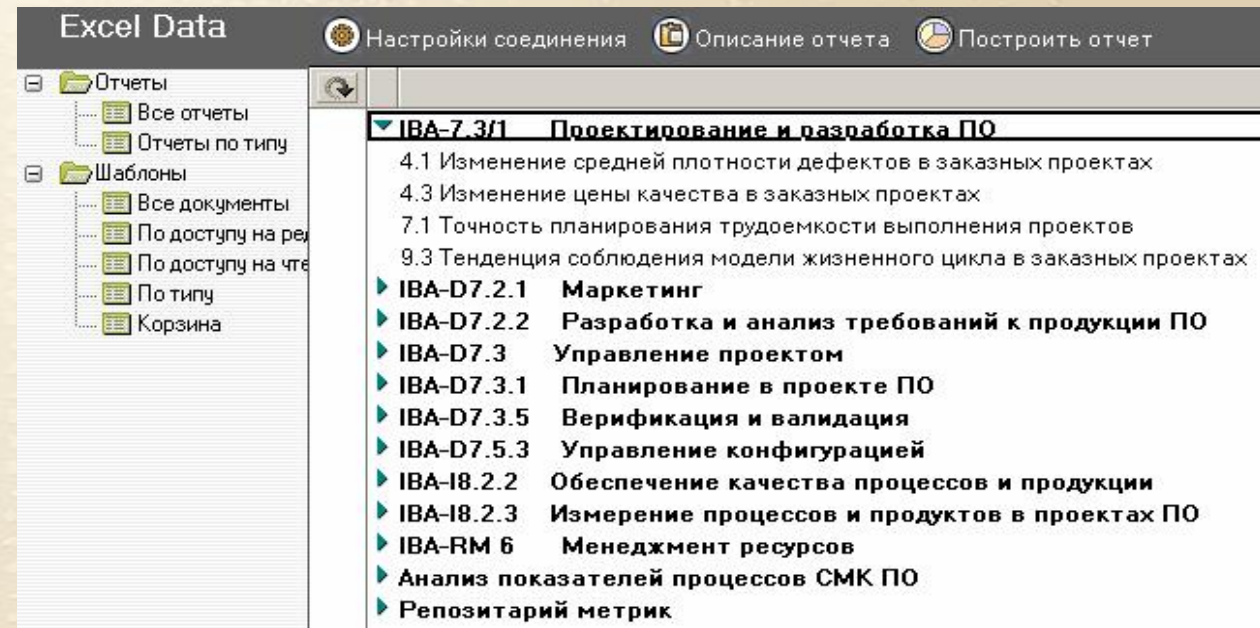 Excel Data
Настройки соединения
Описание отчета
Построить отчет
Отчеты
Все отчеты
Отчеты по типу
Шаблоны
Все документы
По доступу на ред
По доступу на чте
По типу
Корзина
IBA-7.3/1 Проектирование и разработка ПО
4.1 Изменение средней плотности дефектов в заказных проектах
4.3 Изменение цены качества в заказных проектах
7.1 Точность планирования трудоемкости выполнения проектов
9.3 Тенденция соблюдения модели жизненного цикла в заказных проектах
IBA-D7.2.1 Маркетинг
IBA-D7.2.2 Разработка и анализ требований к продукции ПО
IBA-D7.3 Управление проектом
IBA-D7.3.1 Планирование в проекте ПО
IBA-D7.3.5 Верификация и валидация
IBA-D7.5.3 Управление конфигурацией
IBA-I8.2.2 Обеспечение качества процессов и продукции
IBA-I8.2.3 Измерение процессов и продуктов в проектах ПО
IBA-RM 6 Менеджмент ресурсов
Анализ показателей процессов СМК ПО
Репозитарий метрик